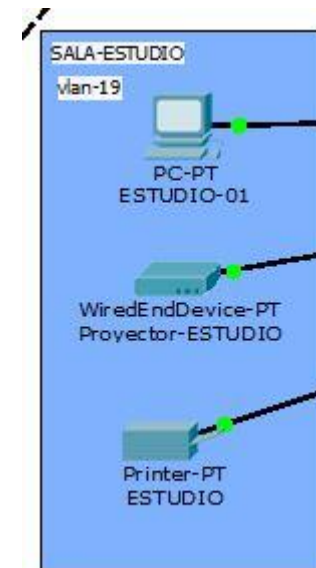 SALA-ESTUDIO
vlan-19
PC-PT
ESTUDIO-01
WiredEndDevice-PT
Proyector-ESTUDIO
Printer-PT
ESTUDIO